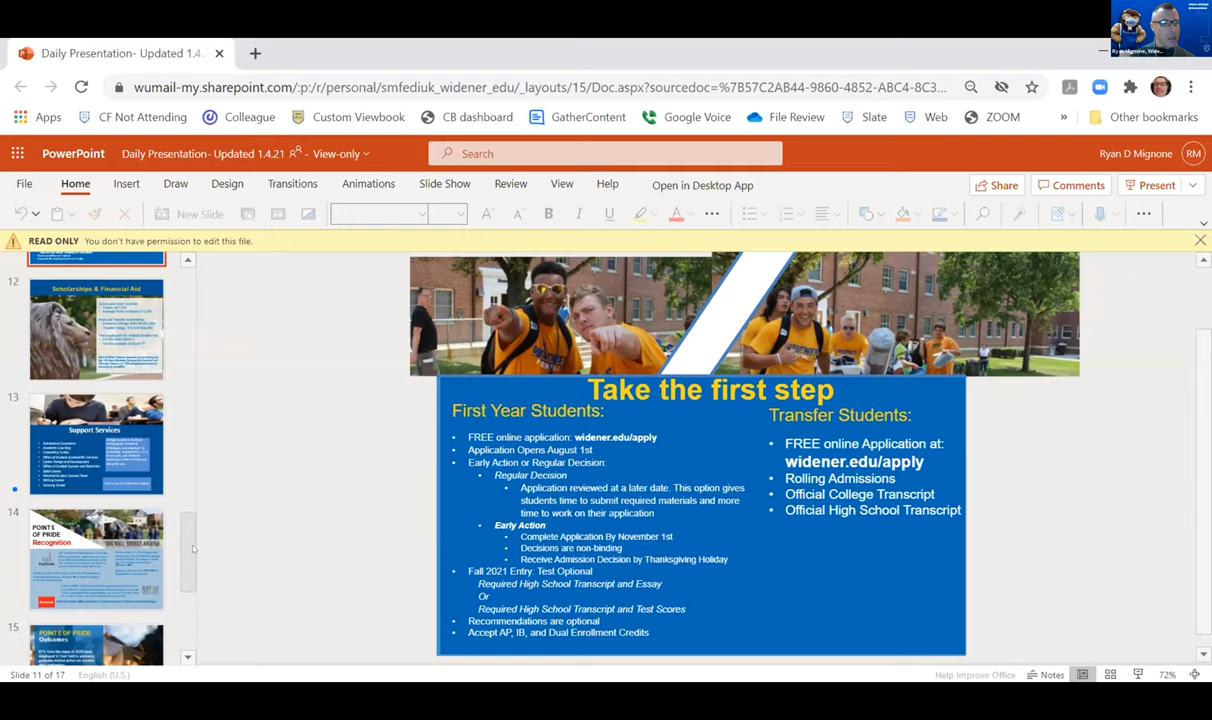 Daily Presentation- Updated 1.4.
wumail-my.sharepoint.com/:p:/r/personal/smfediuk_widener_edu/_layouts/15/Doc.aspx?sourcedoc=%7B57C2AB44-9860-4852-ABC4-8C3...
Ryan Mignone, Wide...
Apps CF Not Attending Colleague Custom Viewbook CB dashboard GatherContent Google Voice File Review Slate Web ZOOM » Other bookmarks
PowerPoint Daily Presentation- Updated 1.4.21 - View-only Search Ryan D Mignone RM
File Home Insert Draw Design Transitions Animations Slide Show Review View Help Open in Desktop App Share Comments Present
New Slide B I U A
READ ONLY You don't have permission to edit this file.
12
Scholarships & Financial Aid
13
Support Services
14
POINTS
OF PRIDE
Recognition
THE WALL STREET JOURNAL
15
POINTS OF PRIDE
Outcomes
Take the first step
First Year Students:
• FREE online application: widener.edu/apply
• Application Opens August 1st
• Early Action or Regular Decision:
• Regular Decision
• Application reviewed at a later date. This option gives
students time to submit required materials and more
time to work on their application
• Early Action
• Complete Application By November 1st
• Decisions are non-binding
• Receive Admission Decision by Thanksgiving Holiday
• Fall 2021 Entry: Test Optional
Required High School Transcript and Essay
Or
Required High School Transcript and Test Scores
• Recommendations are optional
• Accept AP, IB, and Dual Enrollment Credits
Transfer Students:
• FREE online Application at:
widener.edu/apply
• Rolling Admissions
• Official College Transcript
• Official High School Transcript
Slide 11 of 17 English (U.S.) Help Improve Office Notes 72%